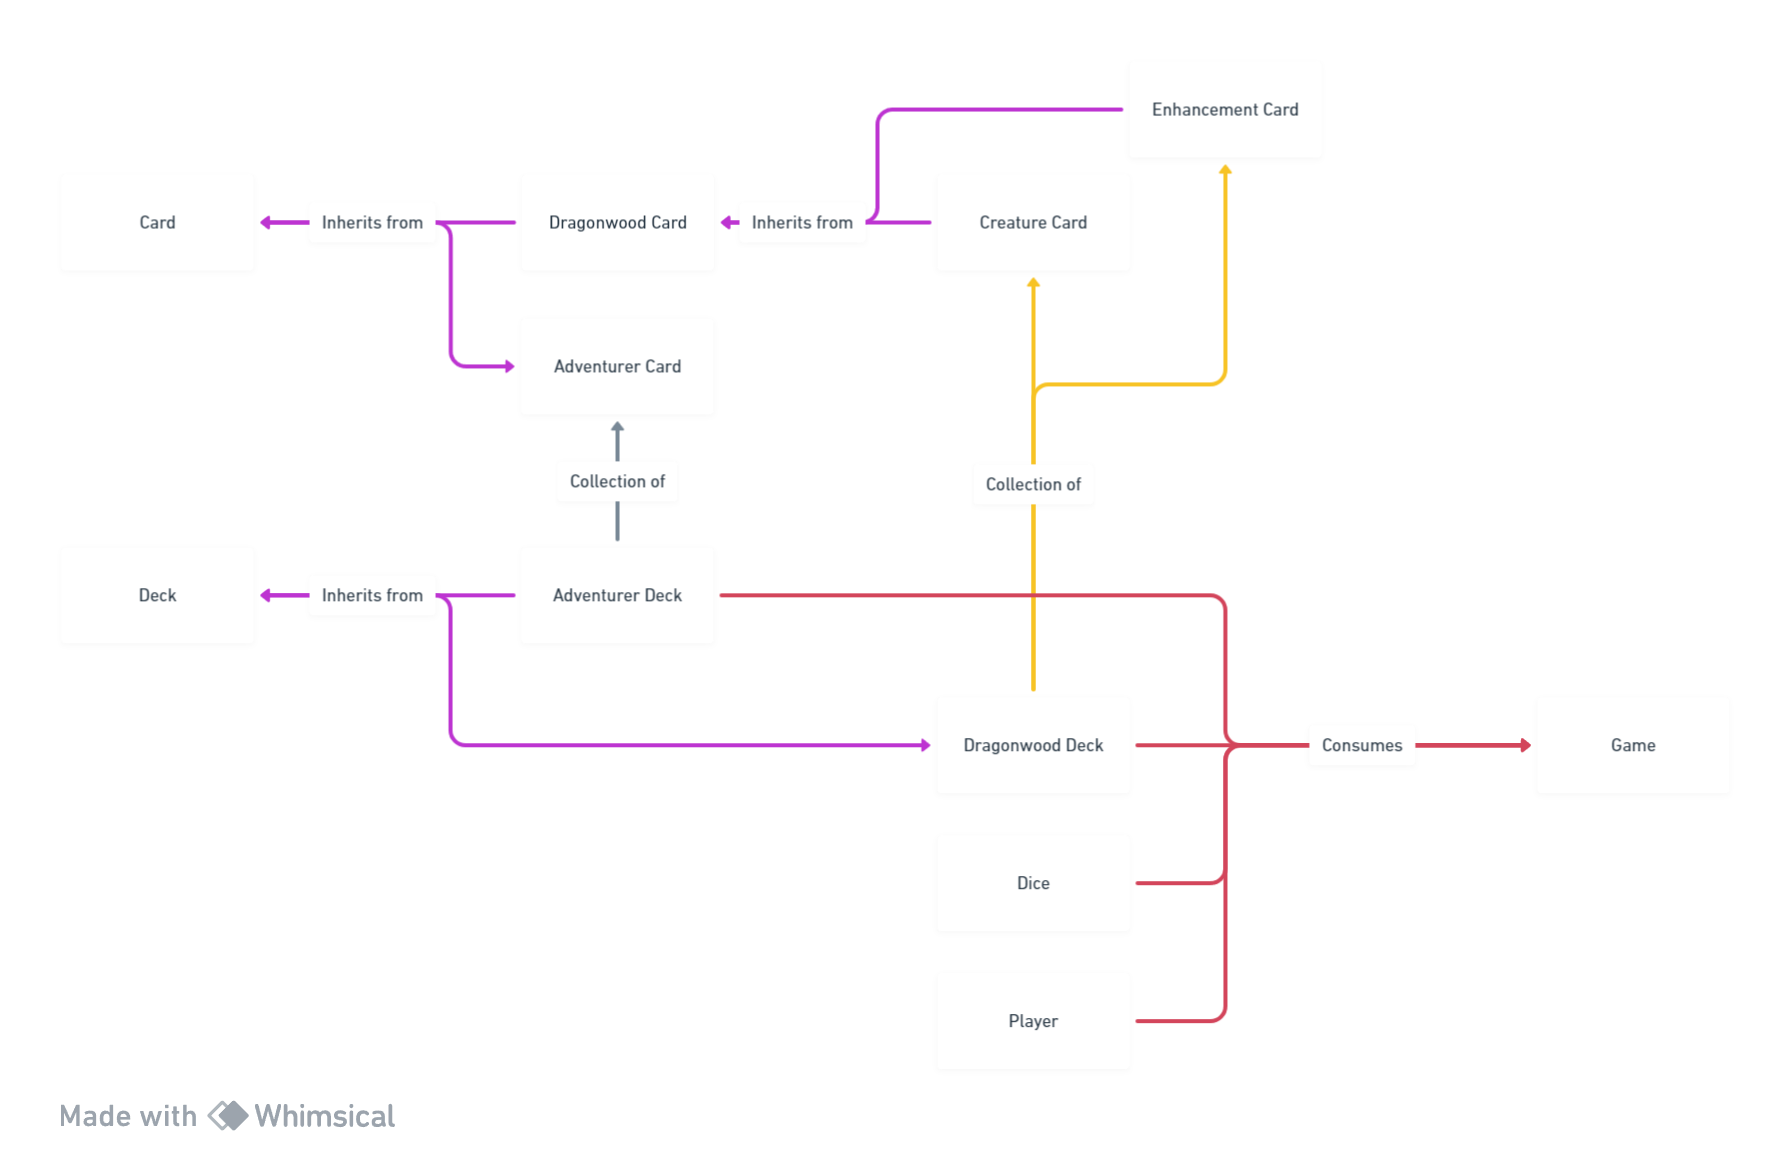 Enhancement Card
Card
Inherits from
Dragonwood Card
Inherits from
Creature Card
Adventurer Card
Collection of
Collection of
Deck
Inherits from
Adventurer Deck
Dragonwood Deck
Consumes
Game
Dice
Player
Made with Whimsical